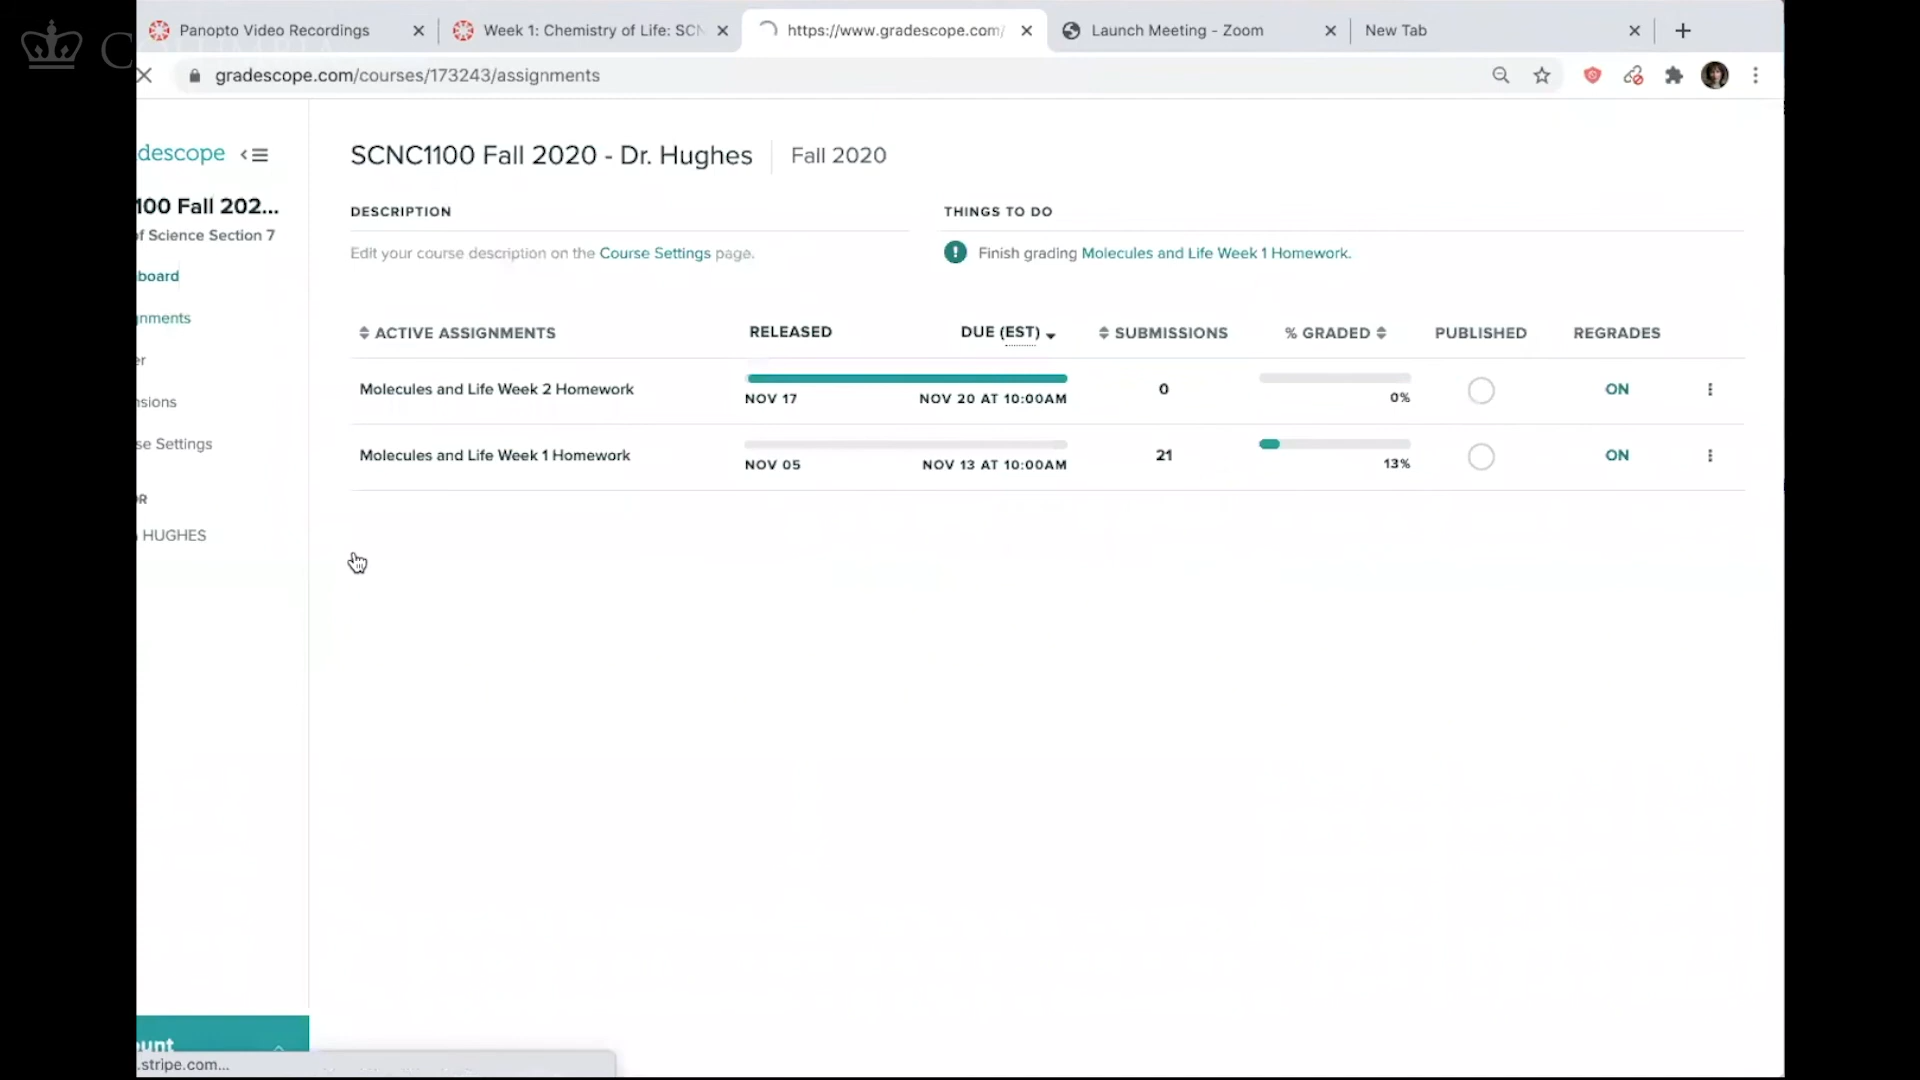 Panopto Video Recordings
Week 1: Chemistry of Life: SCN
https://www.gradescope.com/
Launch Meeting - Zoom
New Tab
gradescope.com/courses/173243/assignments
descope
SCNC1100 Fall 2020 - Dr. Hughes
Fall 2020
100 Fall 202...
f Science Section 7
DESCRIPTION
THINGS TO DO
Edit your course description on the Course Settings page.
! Finish grading Molecules and Life Week 1 Homework.
board
nments
er
nsions
se Settings
OR
HUGHES
ACTIVE ASSIGNMENTS
RELEASED
DUE (EST)
SUBMISSIONS
% GRADED
PUBLISHED
REGRADES
Molecules and Life Week 2 Homework
NOV 17
NOV 20 AT 10:00AM
0
0%
ON
Molecules and Life Week 1 Homework
NOV 05
NOV 13 AT 10:00AM
21
13%
ON
ount
.stripe.com...